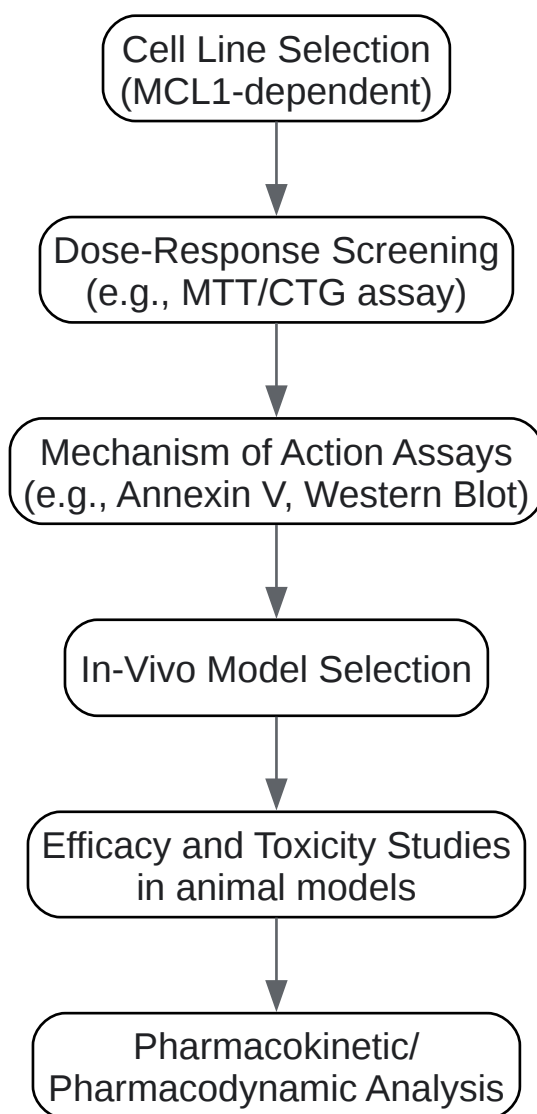 Cell Line Selection
(MCL1-dependent)
Dose-Response Screening
(e.g., MTT/CTG assay)
Mechanism of Action Assays
(e.g., Annexin V, Western Blot)
In-Vivo Model Selection
Efficacy and Toxicity Studies
in animal models
Pharmacokinetic/
Pharmacodynamic Analysis